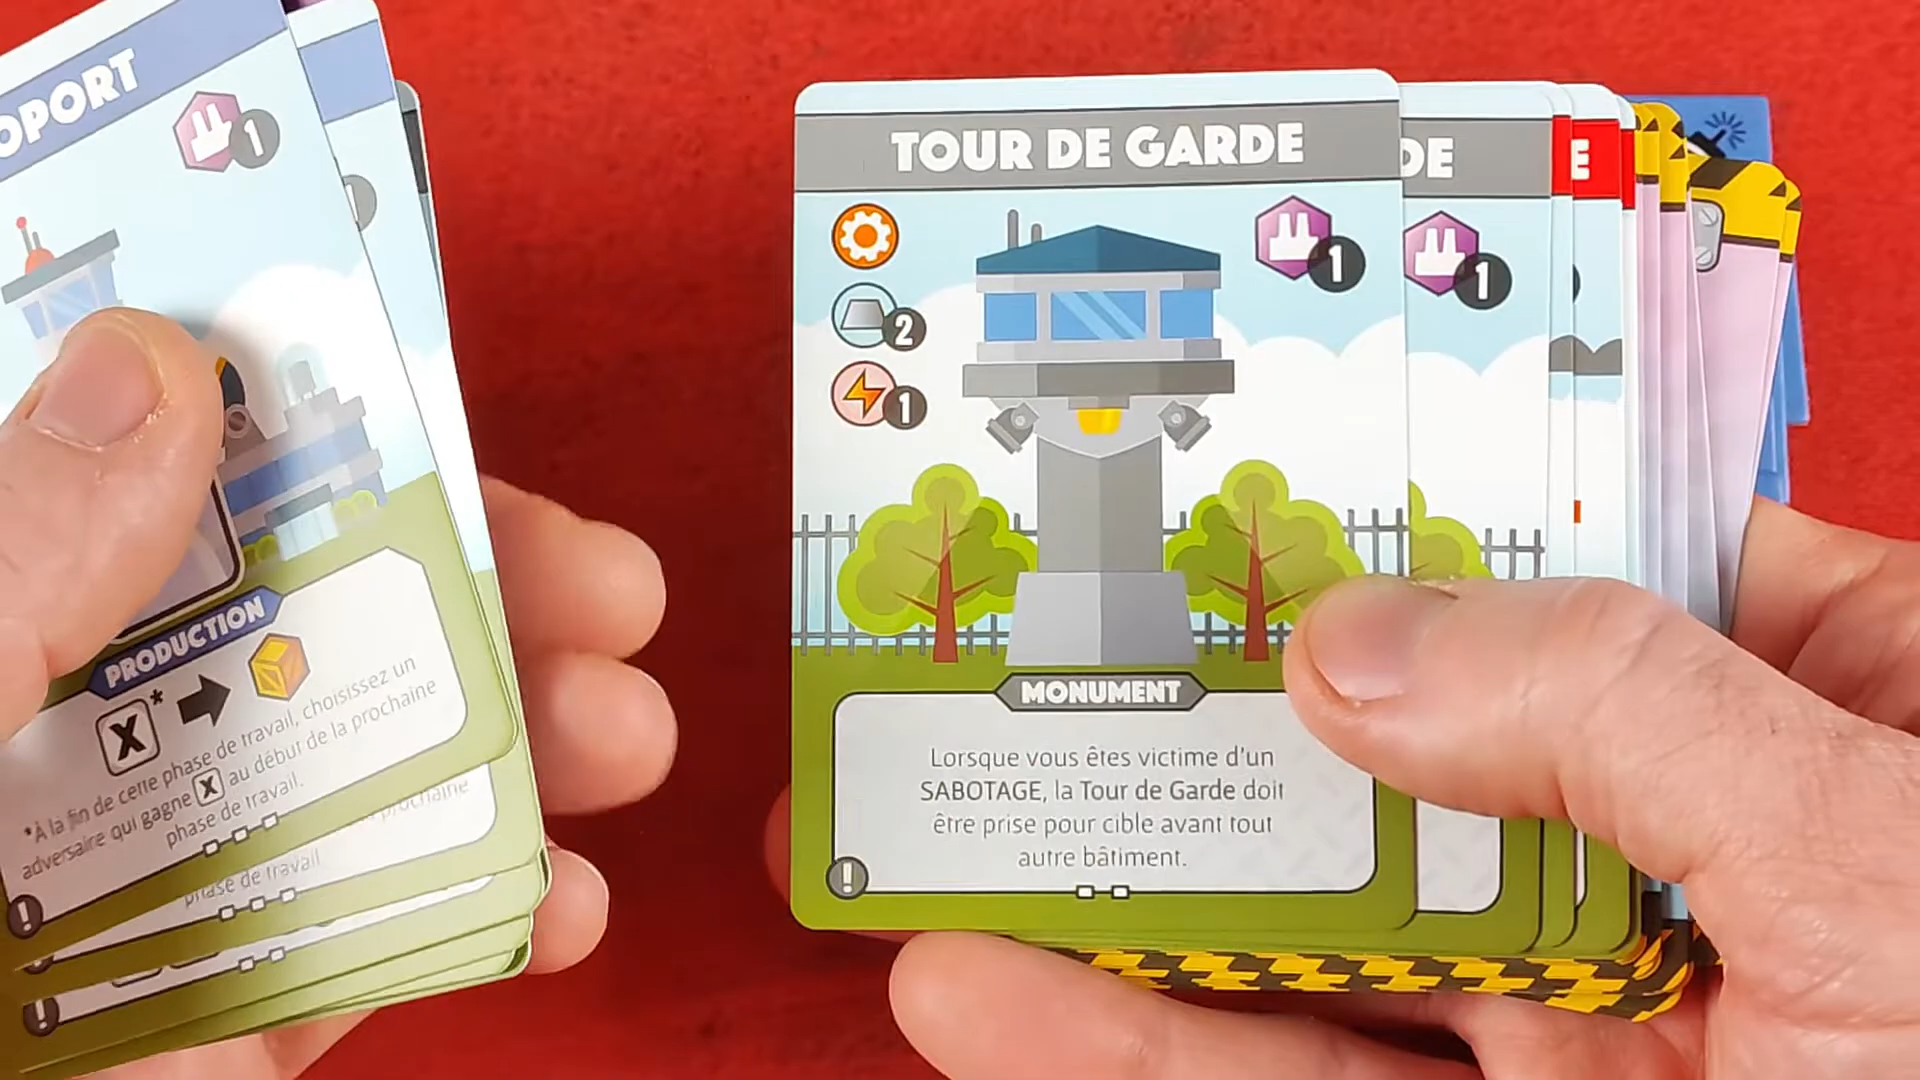 OPORT
1
PRODUCTION
X* 
*À la fin de cette phase de travail, choisissez un
adversaire qui gagne X au début de la prochaine
phase de travail.
!
prochaine
phase de travail
!
TOUR DE GARDE
1
2
1
MONUMENT
Lorsque vous êtes victime d'un
SABOTAGE, la Tour de Garde doit
être prise pour cible avant tout
autre bâtiment.
!
DE
1
E